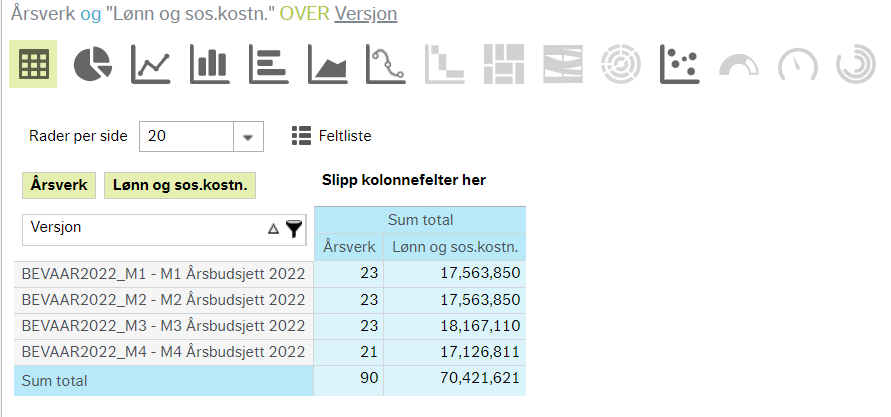 Årsverk og "Lønn og sos.kostn." OVER Versjon
Rader per side 20 Feltliste
Årsverk Lønn og sos.kostn. Slipp kolonnefelter her
Versjon Sum total
Årsverk Lønn og sos.kostn.
BEVAAR2022_M1 - M1 Årsbudsjett 2022 23 17,563,850
BEVAAR2022_M2 - M2 Årsbudsjett 2022 23 17,563,850
BEVAAR2022_M3 - M3 Årsbudsjett 2022 23 18,167,110
BEVAAR2022_M4 - M4 Årsbudsjett 2022 21 17,126,811
Sum total 90 70,421,621